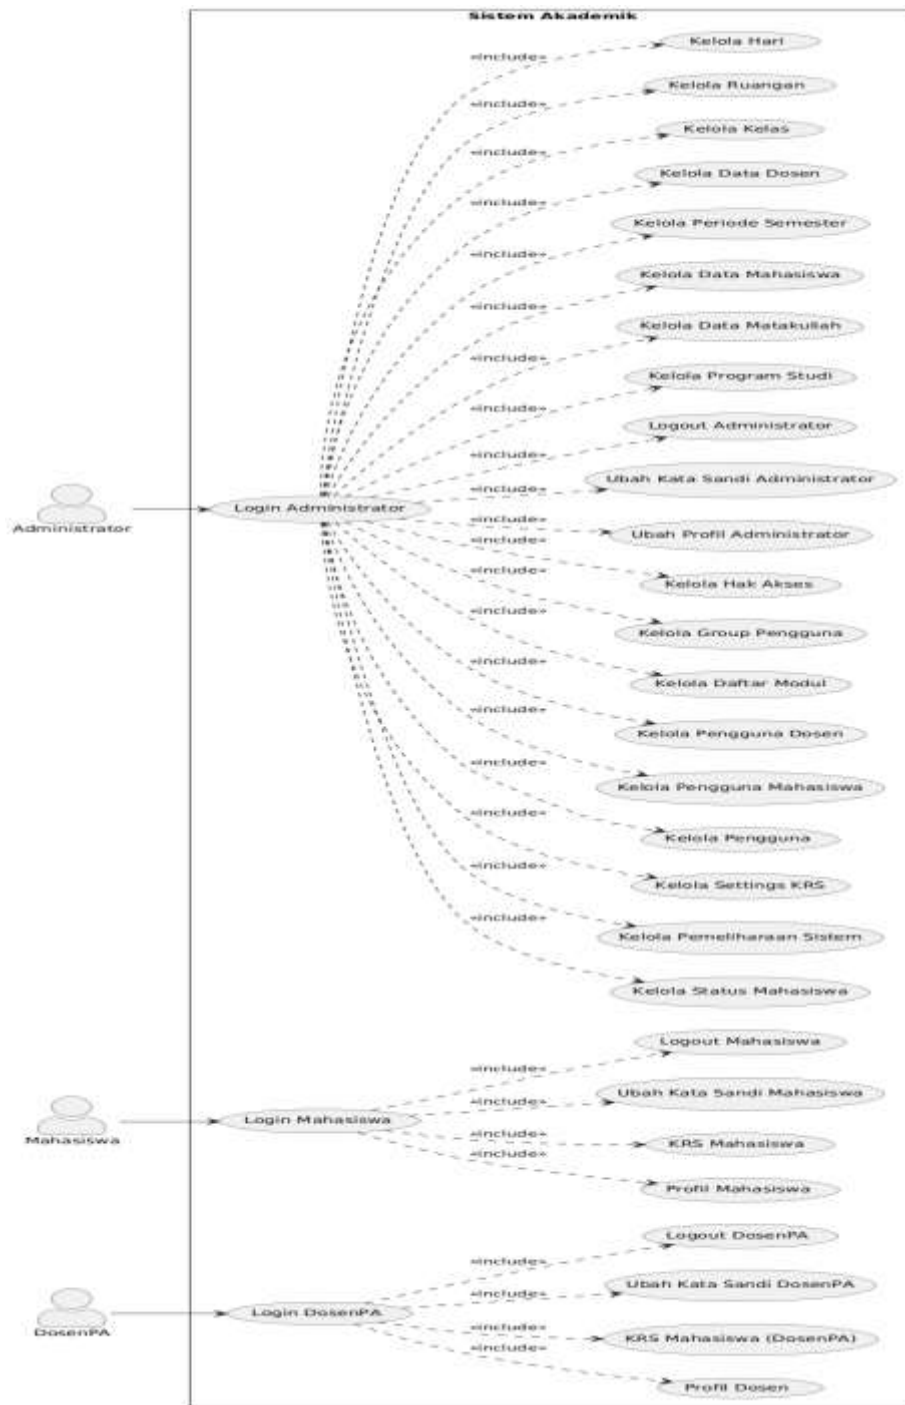 Sistem Akademik
«include»
Kelola Hari
«include»
Kelola Ruangan
«include»
Kelola Kelas
«include»
Kelola Data Dosen
«include»
Kelola Periode Semester
«include»
Kelola Data Mahasiswa
«include»
Kelola Data Matakuliah
«include»
Kelola Program Studi
«include»
Logout Administrator
«include»
Ubah Kata Sandi Administrator
Administrator
Login Administrator
«include»
Ubah Profil Administrator
«include»
Kelola Hak Akses
«include»
Kelola Group Pengguna
«include»
Kelola Daftar Modul
«include»
Kelola Pengguna Dosen
«include»
Kelola Pengguna Mahasiswa
«include»
Kelola Pengguna
«include»
Kelola Settings KRS
«include»
Kelola Pemeliharaan Sistem
«include»
Kelola Status Mahasiswa
Logout Mahasiswa
«include»
Ubah Kata Sandi Mahasiswa
«include»
Mahasiswa
Login Mahasiswa
«include»
KRS Mahasiswa
«include»
Profil Mahasiswa
Logout DosenPA
«include»
Ubah Kata Sandi DosenPA
«include»
DosenPA
Login DosenPA
«include»
KRS Mahasiswa (DosenPA)
«include»
Profil Dosen